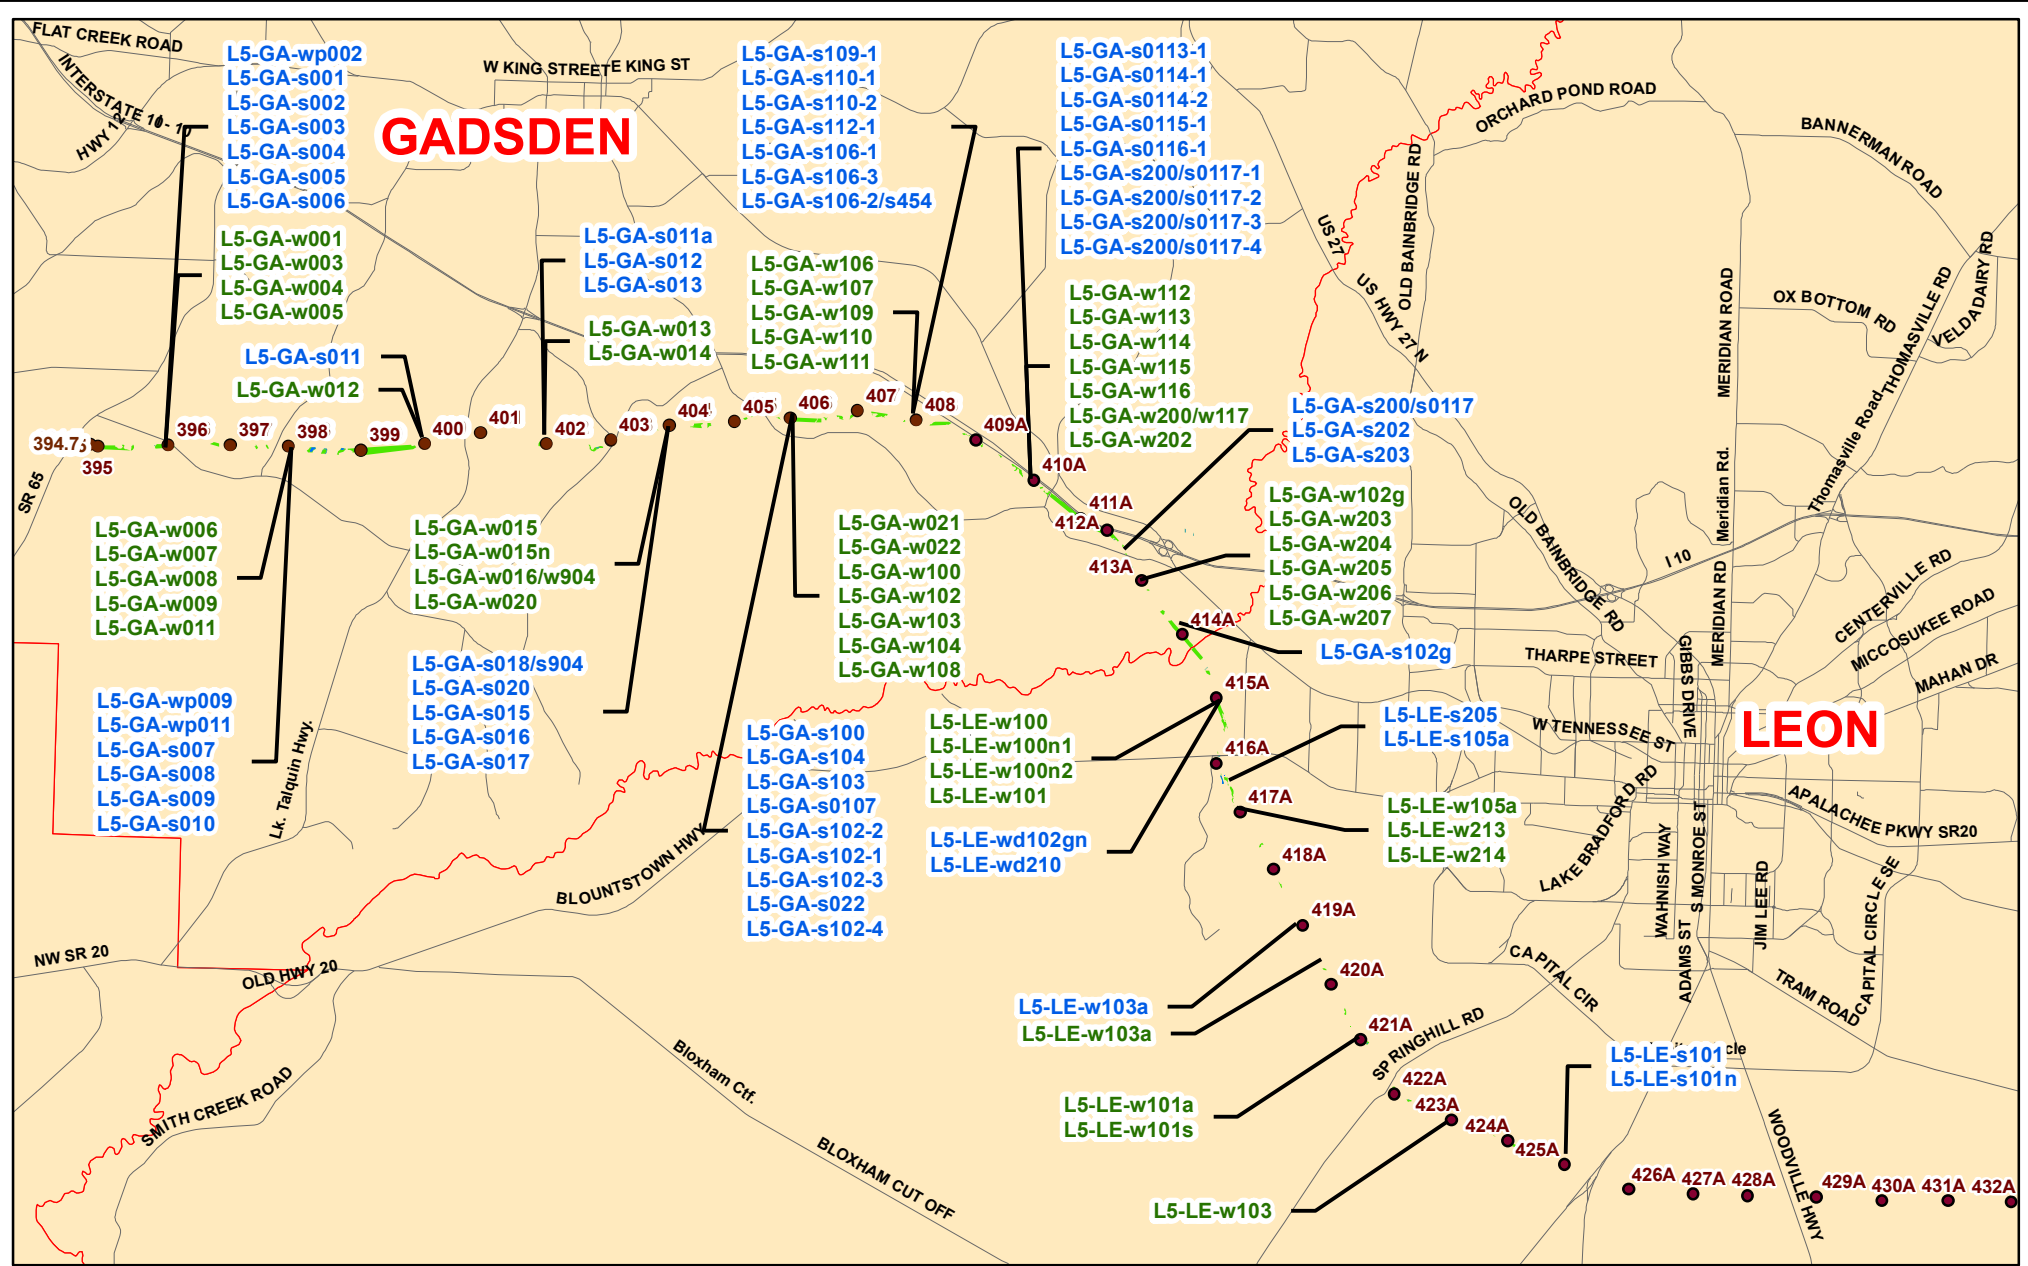 FLAT CREEK ROAD
INTERSTATE 10
I - 10
HWY 12
W KING STREET
E KING ST
GADSDEN
L5-GA-wp002
L5-GA-s001
L5-GA-s002
L5-GA-s003
L5-GA-s004
L5-GA-s005
L5-GA-s006
L5-GA-w001
L5-GA-w003
L5-GA-w004
L5-GA-w005
L5-GA-s011
L5-GA-w012
L5-GA-s011a
L5-GA-s012
L5-GA-s013
L5-GA-w013
L5-GA-w014
L5-GA-s109-1
L5-GA-s110-1
L5-GA-s110-2
L5-GA-s112-1
L5-GA-s106-1
L5-GA-s106-3
L5-GA-s106-2/s454
L5-GA-w106
L5-GA-w107
L5-GA-w109
L5-GA-w110
L5-GA-w111
L5-GA-s0113-1
L5-GA-s0114-1
L5-GA-s0114-2
L5-GA-s0115-1
L5-GA-s0116-1
L5-GA-s200/s0117-1
L5-GA-s200/s0117-2
L5-GA-s200/s0117-3
L5-GA-s200/s0117-4
L5-GA-w112
L5-GA-w113
L5-GA-w114
L5-GA-w115
L5-GA-w116
L5-GA-w200/w117
L5-GA-w202
L5-GA-s200/s0117
L5-GA-s202
L5-GA-s203
L5-GA-w102g
L5-GA-w203
L5-GA-w204
L5-GA-w205
L5-GA-w206
L5-GA-w207
L5-GA-s102g
ORCHARD POND ROAD
BANNERMAN ROAD
OLD BAINBRIDGE RD
US 27
US HWY 27 N
MERIDIAN ROAD
OX BOTTOM RD
THOMASVILLE RD
VELDADAIRY RD
Thomasville Road
Meridian Rd.
OLD BAINBRIDGE RD
I 10
MERIDIAN RD
CENTERVILLE RD
MICCOSUKEE ROAD
MAHAN DR
THARPE STREET
GIBBS DRIVE
W TENNESSEE ST
LEON
394.7
395
396
397
398
399
400
401
402
403
404
405
406
407
408
409A
410A
411A
412A
413A
414A
415A
416A
417A
418A
419A
420A
421A
422A
423A
424A
425A
426A
427A
428A
429A
430A
431A
432A
SR 65
L5-GA-w006
L5-GA-w007
L5-GA-w008
L5-GA-w009
L5-GA-w011
L5-GA-wp009
L5-GA-wp011
L5-GA-s007
L5-GA-s008
L5-GA-s009
L5-GA-s010
L5-GA-w015
L5-GA-w015n
L5-GA-w016/w904
L5-GA-w020
L5-GA-s018/s904
L5-GA-s020
L5-GA-s015
L5-GA-s016
L5-GA-s017
L5-GA-w021
L5-GA-w022
L5-GA-w100
L5-GA-w102
L5-GA-w103
L5-GA-w104
L5-GA-w108
L5-GA-s100
L5-GA-s104
L5-GA-s103
L5-GA-s0107
L5-GA-s102-2
L5-GA-s102-1
L5-GA-s102-3
L5-GA-s022
L5-GA-s102-4
L5-LE-w100
L5-LE-w100n1
L5-LE-w100n2
L5-LE-w101
L5-LE-wd102gn
L5-LE-wd210
L5-LE-s205
L5-LE-s105a
L5-LE-w105a
L5-LE-w213
L5-LE-w214
L5-LE-w103a
L5-LE-w103a
L5-LE-w101a
L5-LE-w101s
L5-LE-w103
L5-LE-s101
L5-LE-s101n
Lk. Talquin Hwy.
BLOUNTSTOWN HWY
NW SR 20
OLD HWY 20
SMITH CREEK ROAD
Bloxham Ctf.
BLOXHAM CUT OFF
SPRINGHILL RD
CAPITAL CIR
LAKE BRADFORD RD
WAHNISH WAY
S MONROE ST
ADAMS ST
JIM LEE RD
APALACHEE PKWY SR20
CAPITAL CIRCLE SE
TRAM ROAD
WOODVILLE HWY